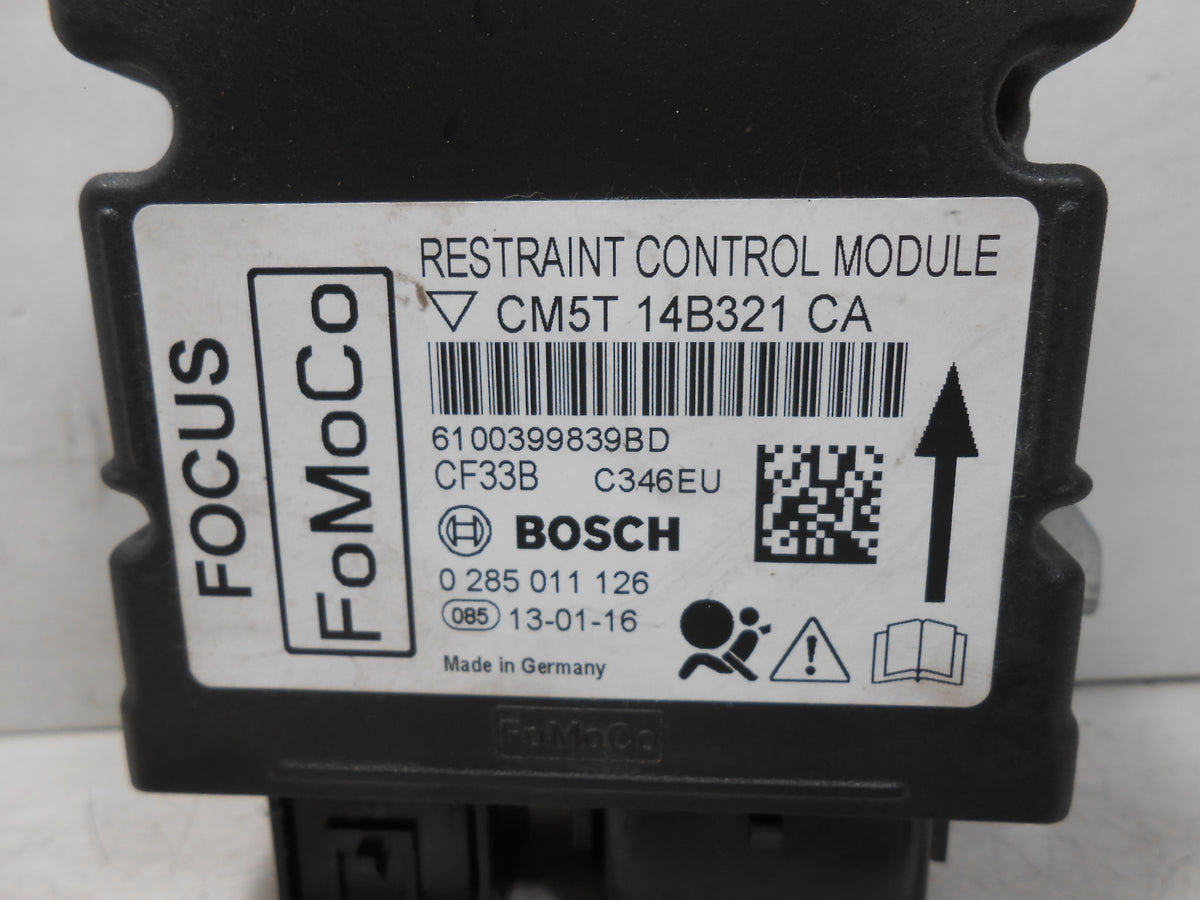 RESTRAINT CONTROL MODULE
CM5T 14B321 CA
6100399839BD
CF33B C346EU
BOSCH
0 285 011 126
085 13-01-16
Made in Germany
FOCUS
FoMoCo
FoMoCo